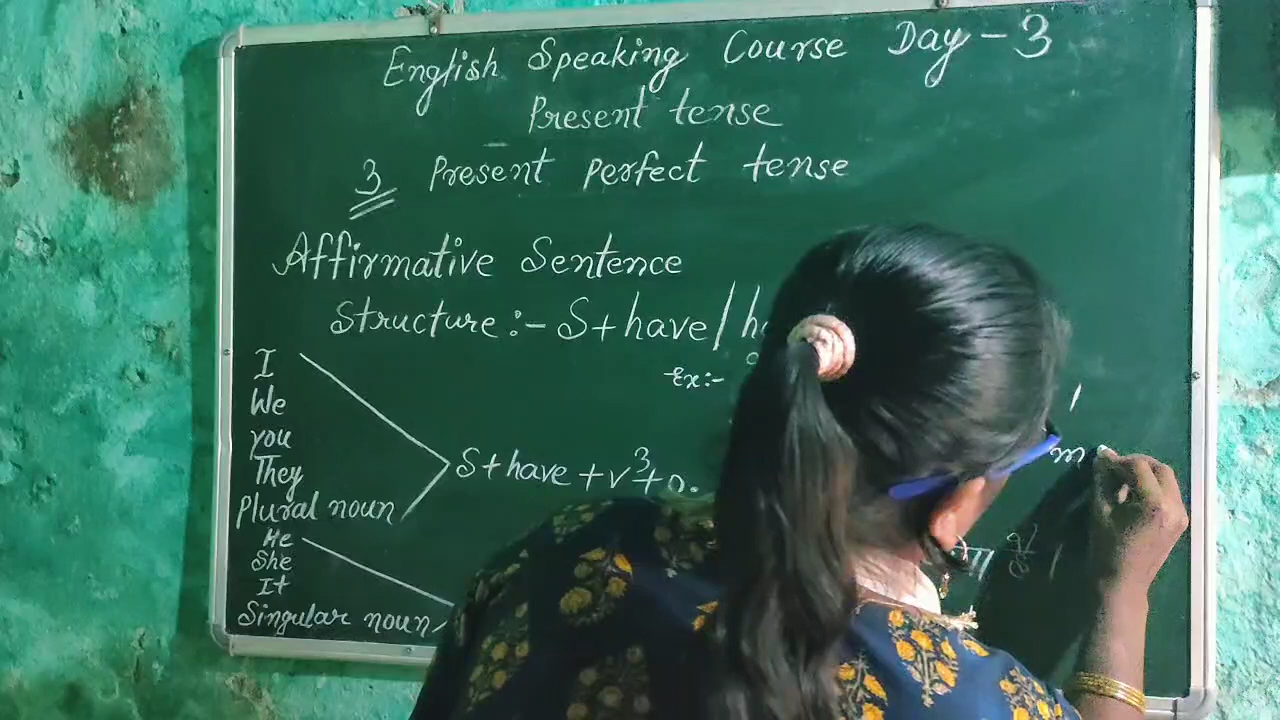 English Speaking Course Day-3
Present tense
3 Present perfect tense
Affirmative Sentence
Structure:- S+have/
Ex:-
I
We
you
They
Plural noun
S+have+v³+o.
He
She
It
Singular noun